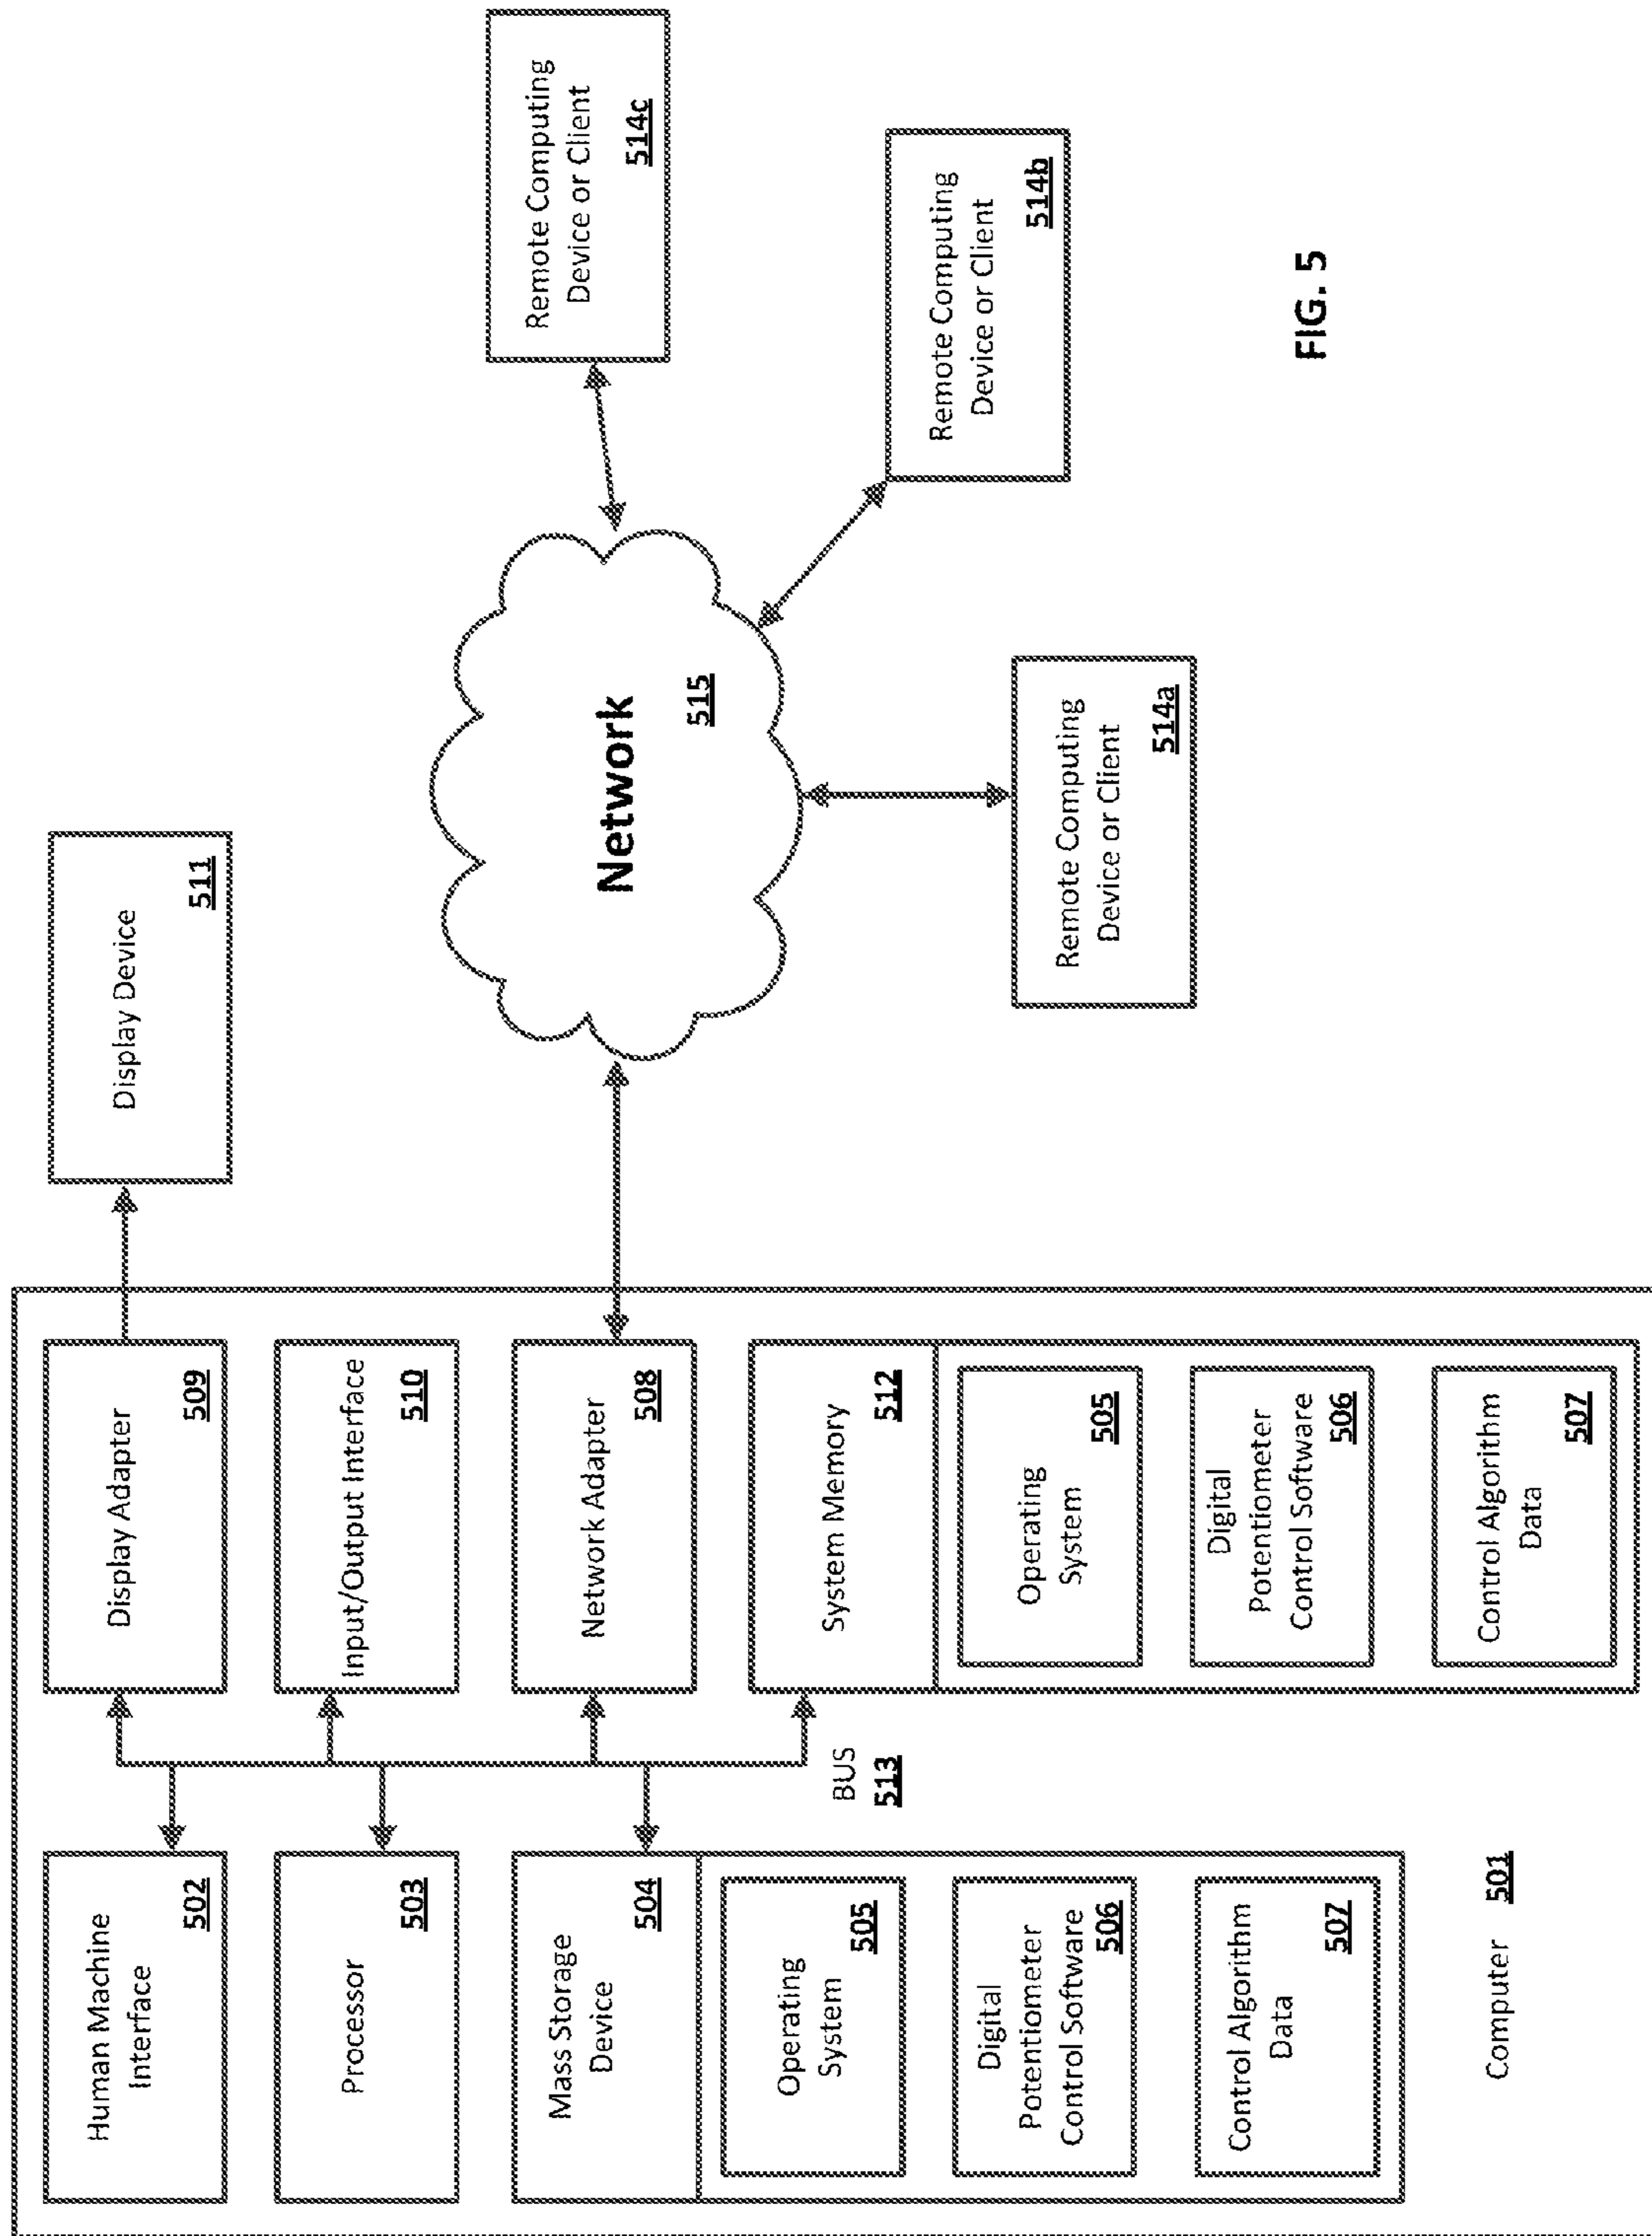 Human Machine
Interface
502
Processor
503
Mass Storage
Device
504
Operating
System
505
Digital
Potentiometer
Control Software
506
Control Algorithm
Data
507
Computer 501
BUS
513
Display Adapter
509
Input/Output Interface
510
Network Adapter
508
System Memory
512
Operating
System
505
Digital
Potentiometer
Control Software
506
Control Algorithm
Data
507
Display Device
511
Network
515
Remote Computing
Device or Client
514a
Remote Computing
Device or Client
514b
Remote Computing
Device or Client
514c
FIG. 5